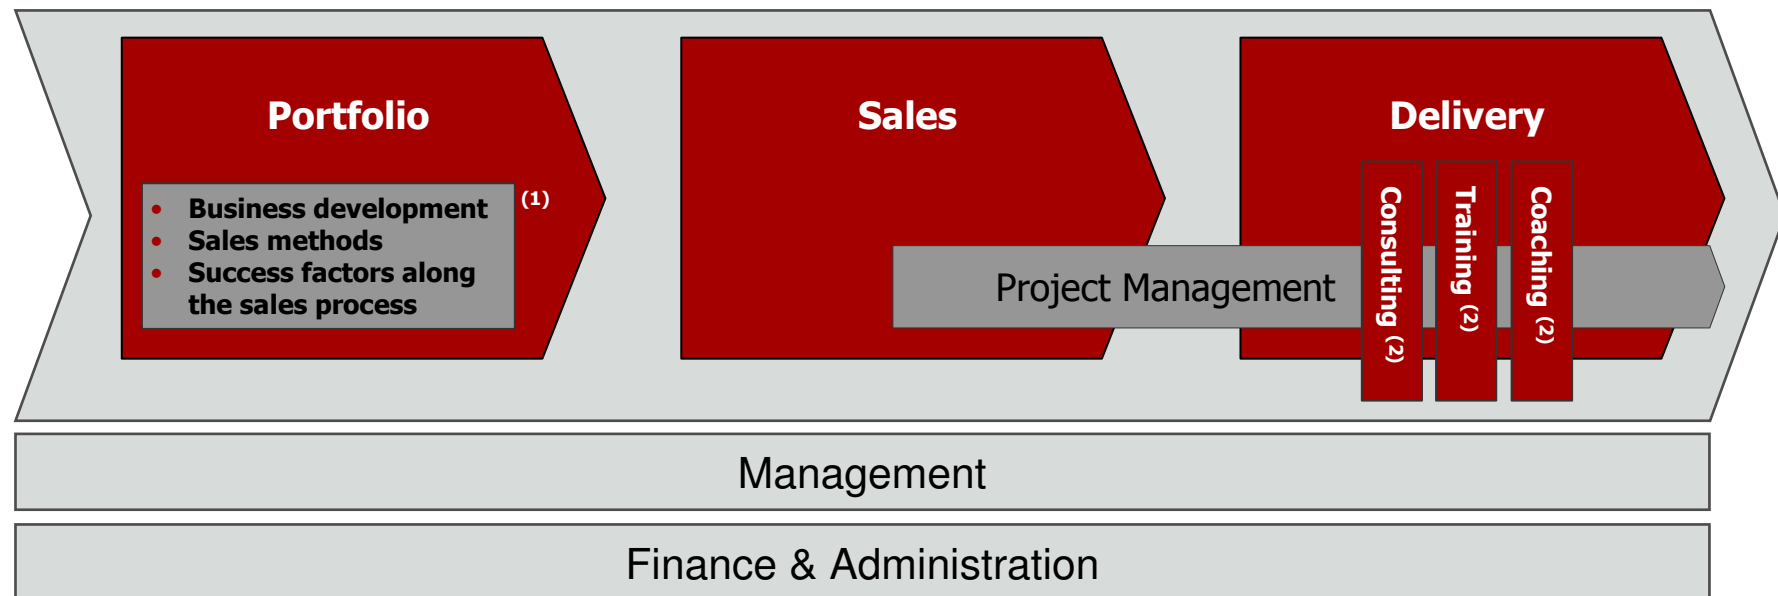 Portfolio
Business development (1)
Sales methods
Success factors along
the sales process
Sales
Delivery
Project Management
Consulting (2)
Training (2)
Coaching (2)
Management
Finance & Administration